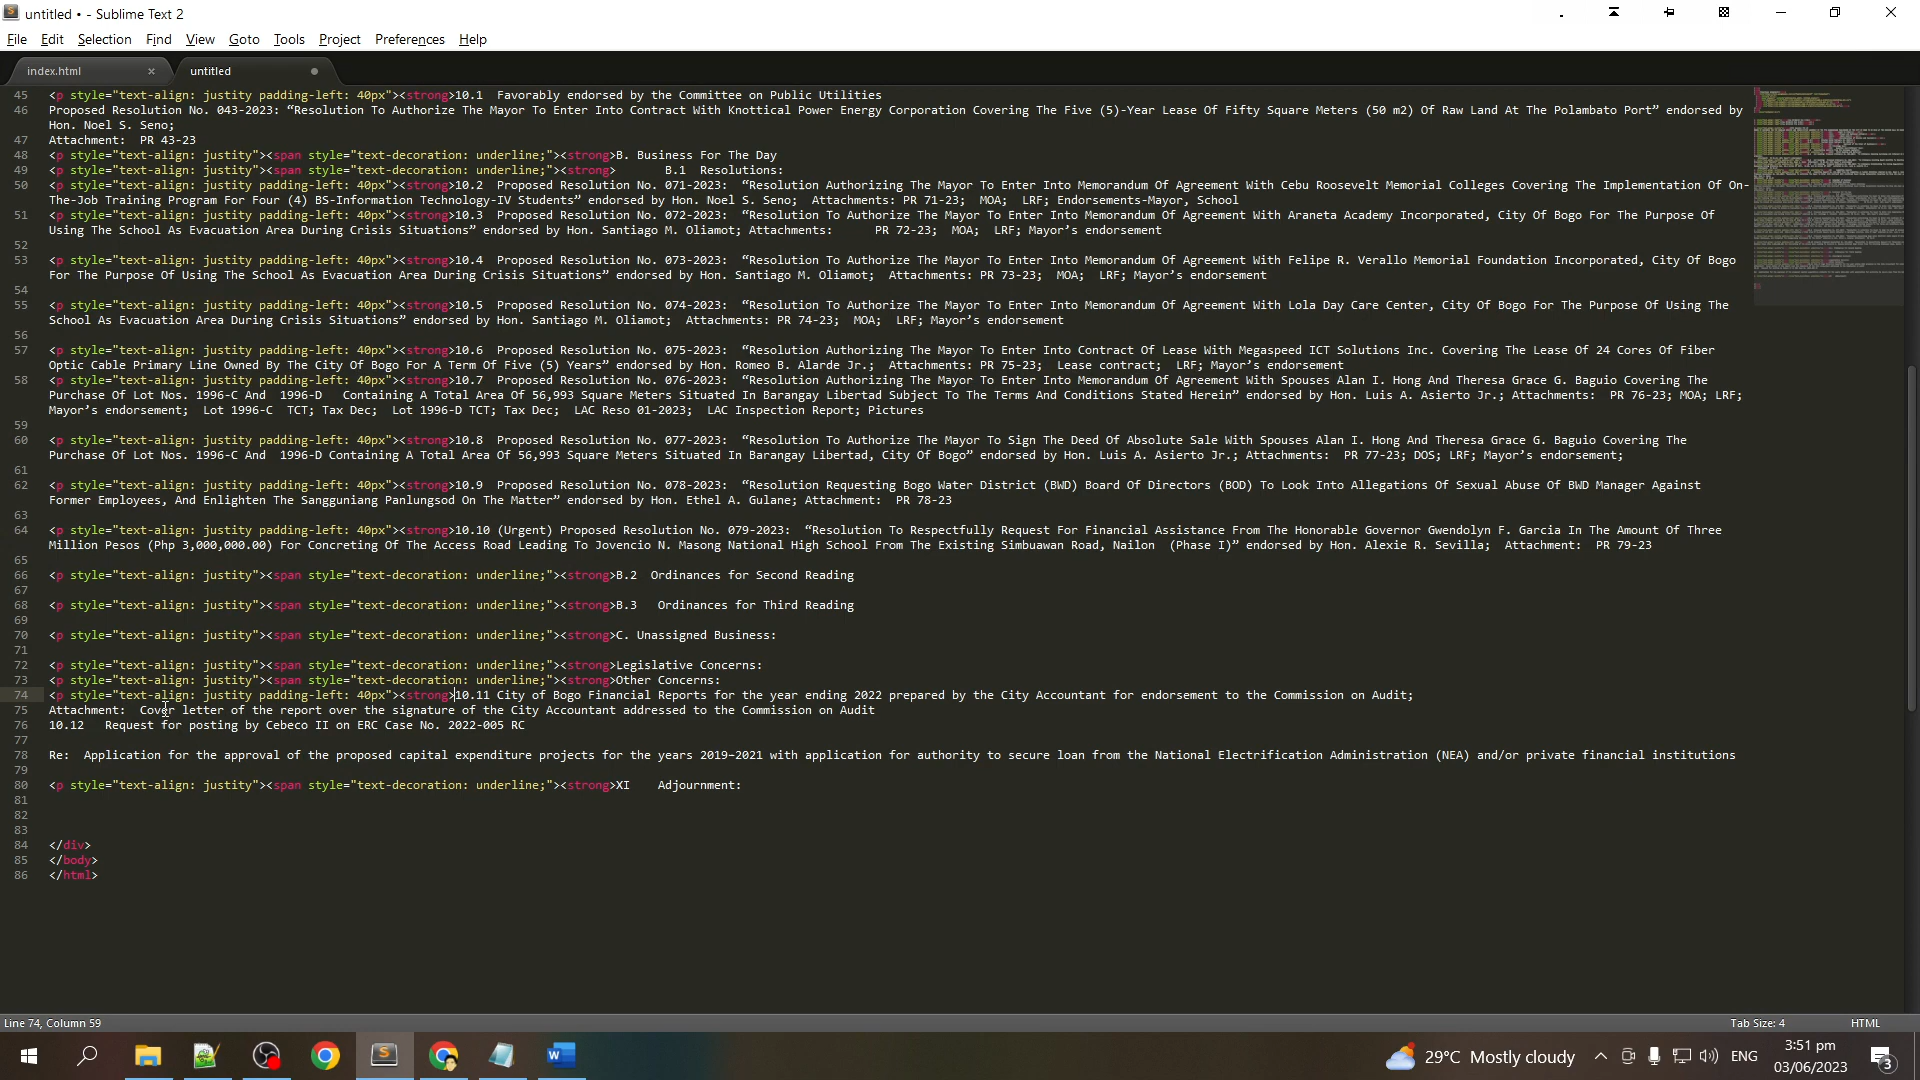 untitled • - Sublime Text 2
File Edit Selection Find View Goto Tools Project Preferences Help
index.html × untitled
45 <p style="text-align: justity padding-left: 40px"><strong>10.1  Favorably endorsed by the Committee on Public Utilities
46 Proposed Resolution No. 043-2023: “Resolution To Authorize The Mayor To Enter Into Contract With Knottical Power Energy Corporation Covering The Five (5)-Year Lease Of Fifty Square Meters (50 m2) Of Raw Land At The Polambato Port” endorsed by
Hon. Noel S. Seno;
47 Attachment:  PR 43-23
48 <p style="text-align: justity"><span style="text-decoration: underline;"><strong>B. Business For The Day
49 <p style="text-align: justity"><span style="text-decoration: underline;"><strong>       B.1  Resolutions:
50 <p style="text-align: justity padding-left: 40px"><strong>10.2  Proposed Resolution No. 071-2023:  “Resolution Authorizing The Mayor To Enter Into Memorandum Of Agreement With Cebu Roosevelt Memorial Colleges Covering The Implementation Of On-
The-Job Training Program For Four (4) BS-Information Technology-IV Students” endorsed by Hon. Noel S. Seno;  Attachments: PR 71-23;  MOA;  LRF; Endorsements-Mayor, School
51 <p style="text-align: justity padding-left: 40px"><strong>10.3  Proposed Resolution No. 072-2023:  “Resolution To Authorize The Mayor To Enter Into Memorandum Of Agreement With Araneta Academy Incorporated, City Of Bogo For The Purpose Of
Using The School As Evacuation Area During Crisis Situations” endorsed by Hon. Santiago M. Oliamot; Attachments:      PR 72-23;  MOA;  LRF; Mayor’s endorsement
52
53 <p style="text-align: justity padding-left: 40px"><strong>10.4  Proposed Resolution No. 073-2023:  “Resolution To Authorize The Mayor To Enter Into Memorandum Of Agreement With Felipe R. Verallo Memorial Foundation Incorporated, City Of Bogo
For The Purpose Of Using The School As Evacuation Area During Crisis Situations” endorsed by Hon. Santiago M. Oliamot;  Attachments: PR 73-23;  MOA;  LRF; Mayor’s endorsement
54
55 <p style="text-align: justity padding-left: 40px"><strong>10.5  Proposed Resolution No. 074-2023:  “Resolution To Authorize The Mayor To Enter Into Memorandum Of Agreement With Lola Day Care Center, City Of Bogo For The Purpose Of Using The
School As Evacuation Area During Crisis Situations” endorsed by Hon. Santiago M. Oliamot;  Attachments: PR 74-23;  MOA;  LRF; Mayor’s endorsement
56
57 <p style="text-align: justity padding-left: 40px"><strong>10.6  Proposed Resolution No. 075-2023:  “Resolution Authorizing The Mayor To Enter Into Contract Of Lease With Megaspeed ICT Solutions Inc. Covering The Lease Of 24 Cores Of Fiber
Optic Cable Primary Line Owned By The City Of Bogo For A Term Of Five (5) Years” endorsed by Hon. Romeo B. Alarde Jr.;  Attachments: PR 75-23;  Lease contract;  LRF; Mayor’s endorsement
58 <p style="text-align: justity padding-left: 40px"><strong>10.7  Proposed Resolution No. 076-2023:  “Resolution Authorizing The Mayor To Enter Into Memorandum Of Agreement With Spouses Alan I. Hong And Theresa Grace G. Baguio Covering The
Purchase Of Lot Nos. 1996-C And  1996-D   Containing A Total Area Of 56,993 Square Meters Situated In Barangay Libertad Subject To The Terms And Conditions Stated Herein” endorsed by Hon. Luis A. Asierto Jr.; Attachments:  PR 76-23; MOA; LRF;
Mayor’s endorsement;  Lot 1996-C  TCT; Tax Dec;  Lot 1996-D TCT; Tax Dec;  LAC Reso 01-2023;  LAC Inspection Report; Pictures
59
60 <p style="text-align: justity padding-left: 40px"><strong>10.8  Proposed Resolution No. 077-2023:  “Resolution To Authorize The Mayor To Sign The Deed Of Absolute Sale With Spouses Alan I. Hong And Theresa Grace G. Baguio Covering The
Purchase Of Lot Nos. 1996-C And  1996-D Containing A Total Area Of 56,993 Square Meters Situated In Barangay Libertad, City Of Bogo” endorsed by Hon. Luis A. Asierto Jr.; Attachments:  PR 77-23; DOS; LRF; Mayor’s endorsement;
61
62 <p style="text-align: justity padding-left: 40px"><strong>10.9  Proposed Resolution No. 078-2023:  “Resolution Requesting Bogo Water District (BWD) Board Of Directors (BOD) To Look Into Allegations Of Sexual Abuse Of BWD Manager Against
Former Employees, And Enlighten The Sangguniang Panlungsod On The Matter” endorsed by Hon. Ethel A. Gulane; Attachment:  PR 78-23
63
64 <p style="text-align: justity padding-left: 40px"><strong>10.10 (Urgent) Proposed Resolution No. 079-2023:  “Resolution To Respectfully Request For Financial Assistance From The Honorable Governor Gwendolyn F. Garcia In The Amount Of Three
Million Pesos (Php 3,000,000.00) For Concreting Of The Access Road Leading To Jovencio N. Masong National High School From The Existing Simbuawan Road, Nailon  (Phase I)” endorsed by Hon. Alexie R. Sevilla;  Attachment:  PR 79-23
65
66 <p style="text-align: justity"><span style="text-decoration: underline;"><strong>B.2  Ordinances for Second Reading
67
68 <p style="text-align: justity"><span style="text-decoration: underline;"><strong>B.3   Ordinances for Third Reading
69
70 <p style="text-align: justity"><span style="text-decoration: underline;"><strong>C. Unassigned Business:
71
72 <p style="text-align: justity"><span style="text-decoration: underline;"><strong>Legislative Concerns:
73 <p style="text-align: justity"><span style="text-decoration: underline;"><strong>Other Concerns:
74 <p style="text-align: justity padding-left: 40px"><strong>10.11 City of Bogo Financial Reports for the year ending 2022 prepared by the City Accountant for endorsement to the Commission on Audit;
75 Attachment:  Cover letter of the report over the signature of the City Accountant addressed to the Commission on Audit
76 10.12   Request for posting by Cebeco II on ERC Case No. 2022-005 RC
77
78 Re:  Application for the approval of the proposed capital expenditure projects for the years 2019–2021 with application for authority to secure loan from the National Electrification Administration (NEA) and/or private financial institutions
79
80 <p style="text-align: justity"><span style="text-decoration: underline;"><strong>XI    Adjournment:
81
82
83
84 </div>
85 </body>
86 </html>
Line 74, Column 59
Tab Size: 4 HTML
29°C Mostly cloudy ENG
3:51 pm
03/06/2023
3